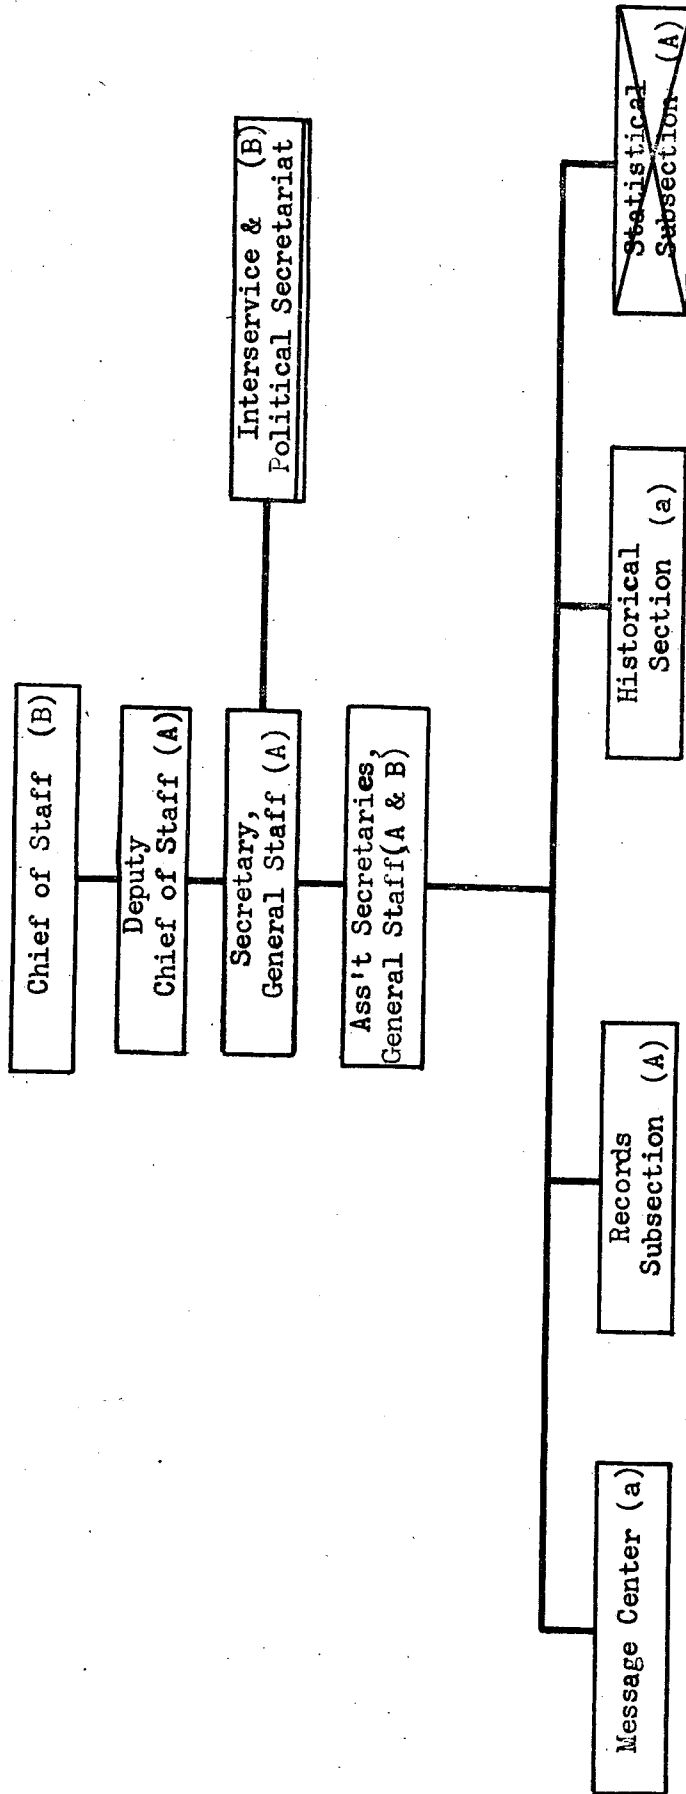 Chief of Staff (B)
Deputy
Chief of Staff (A)
Secretary,
General Staff (A)
Interservice & (B)
Political Secretariat
Ass't Secretaries,
General Staff(A & B)
Message Center (a)
Records
Subsection (A)
Historical
Section (a)
Statistical
Subsection (A)